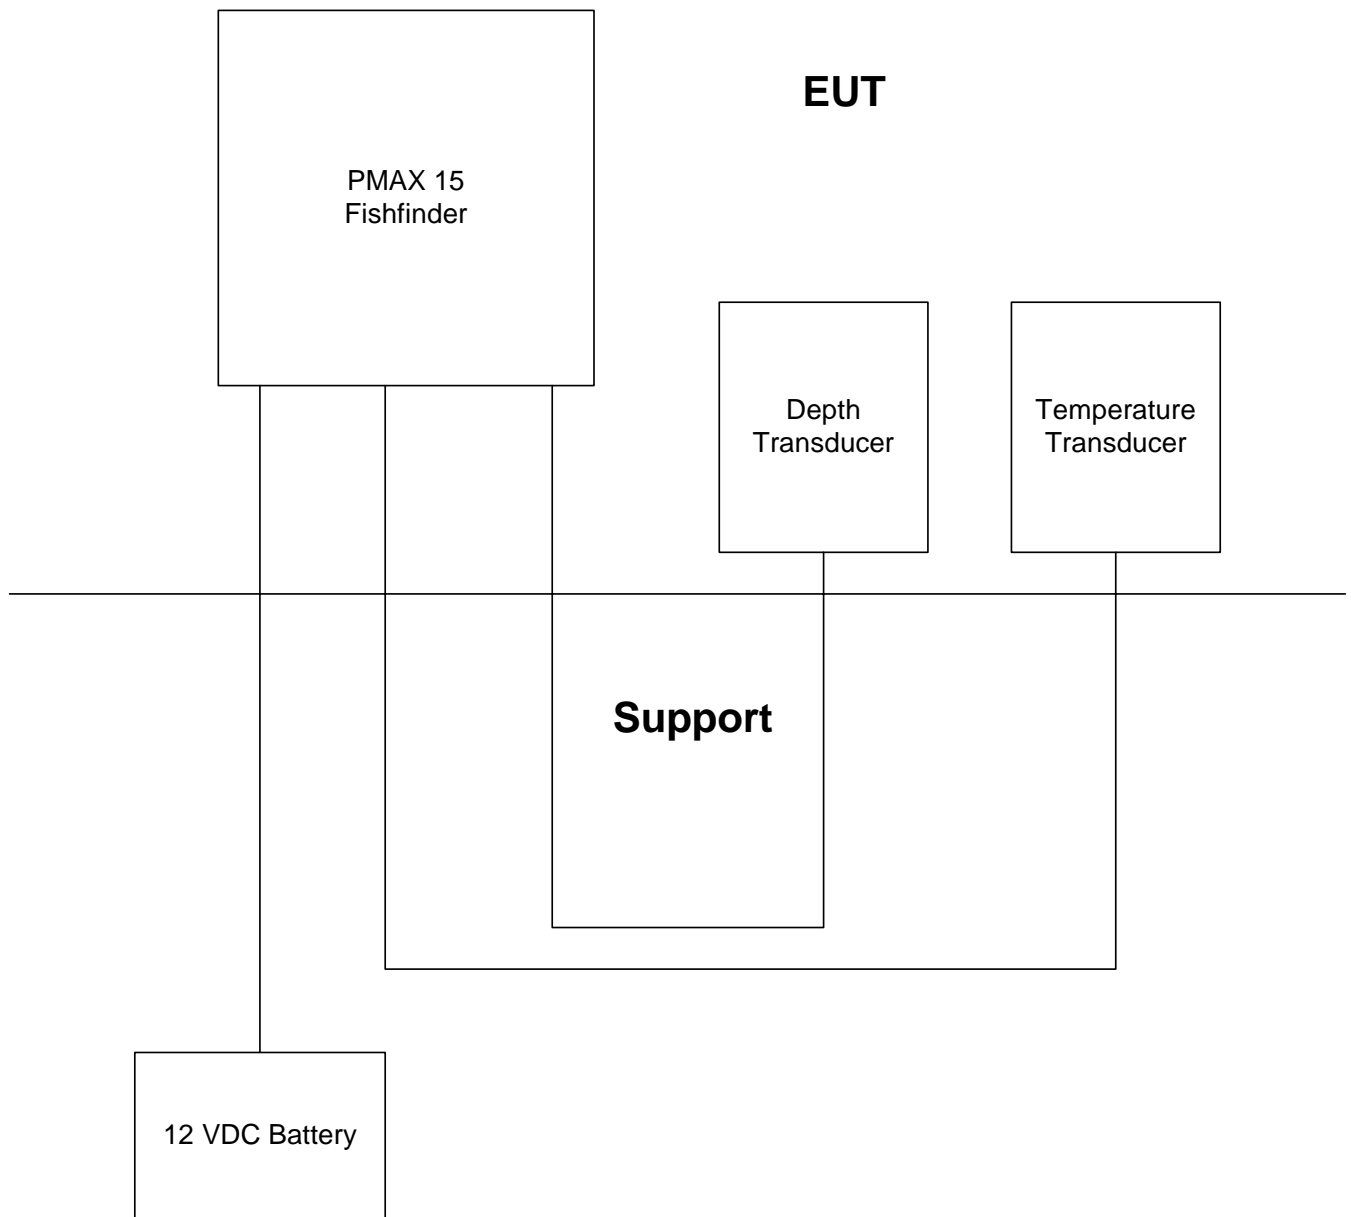 EUT
PMAX 15
Fishfinder
Depth
Transducer
Temperature
Transducer
Support
12 VDC Battery